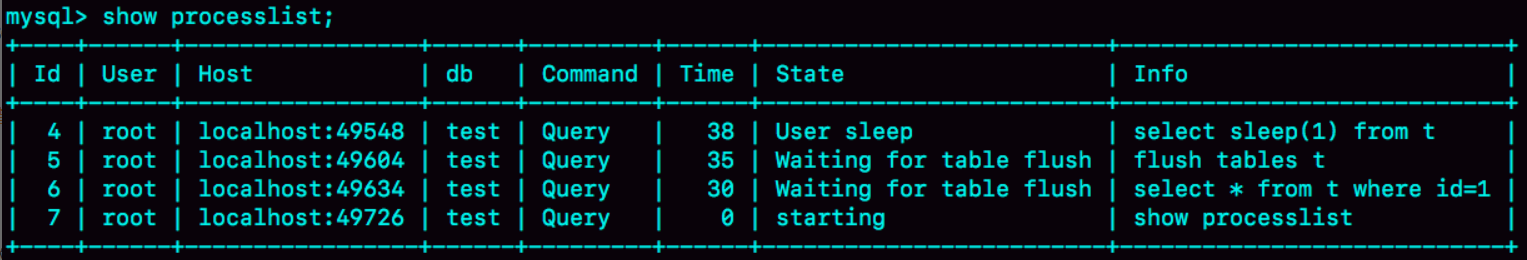 mysql> show processlist;
+----+------+-----------------+------+---------+------+-------------------------+----------------------------+
| Id | User | Host            | db   | Command | Time | State                   | Info                       |
+----+------+-----------------+------+---------+------+-------------------------+----------------------------+
|  4 | root | localhost:49548 | test | Query   |   38 | User sleep              | select sleep(1) from t     |
|  5 | root | localhost:49604 | test | Query   |   35 | Waiting for table flush | flush tables t             |
|  6 | root | localhost:49634 | test | Query   |   30 | Waiting for table flush | select * from t where id=1 |
|  7 | root | localhost:49726 | test | Query   |    0 | starting                | show processlist           |
+----+------+-----------------+------+---------+------+-------------------------+----------------------------+